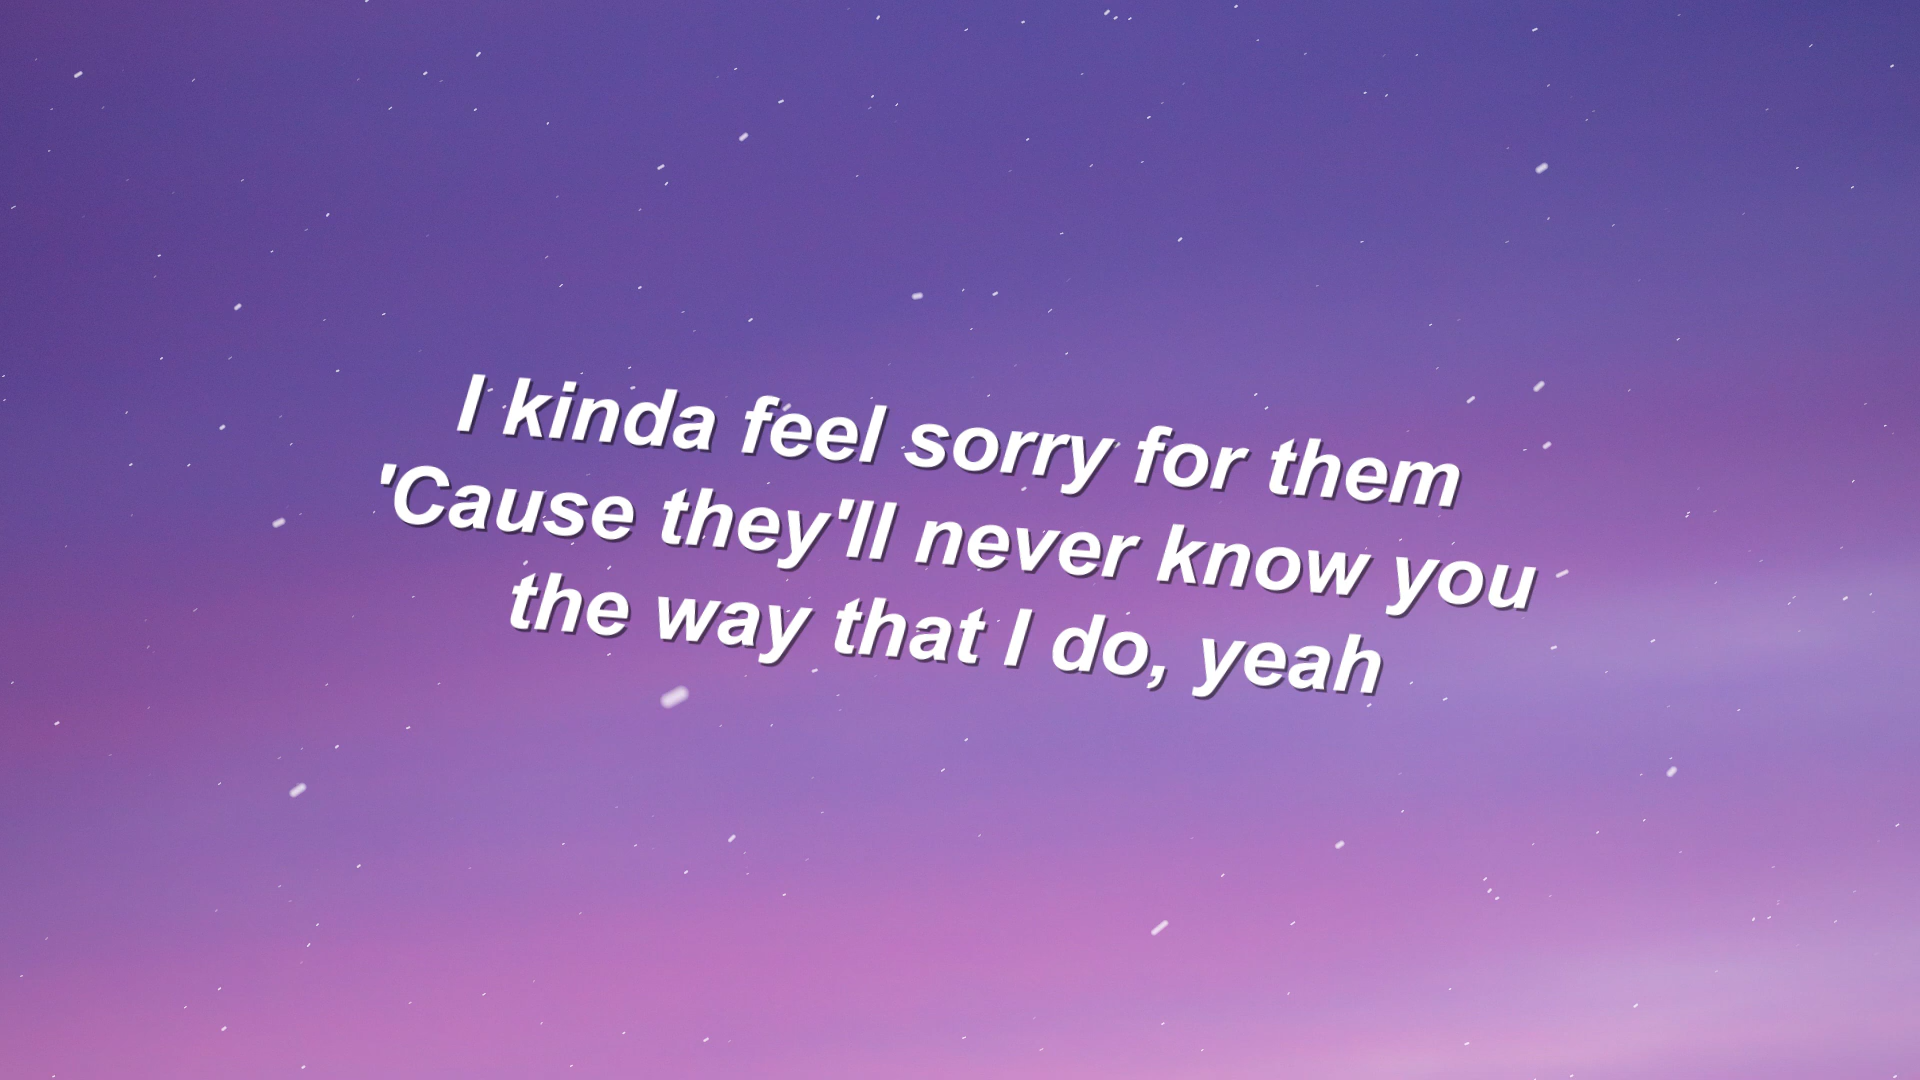 I kinda feel sorry for them
'Cause they'll never know you
the way that I do, yeah